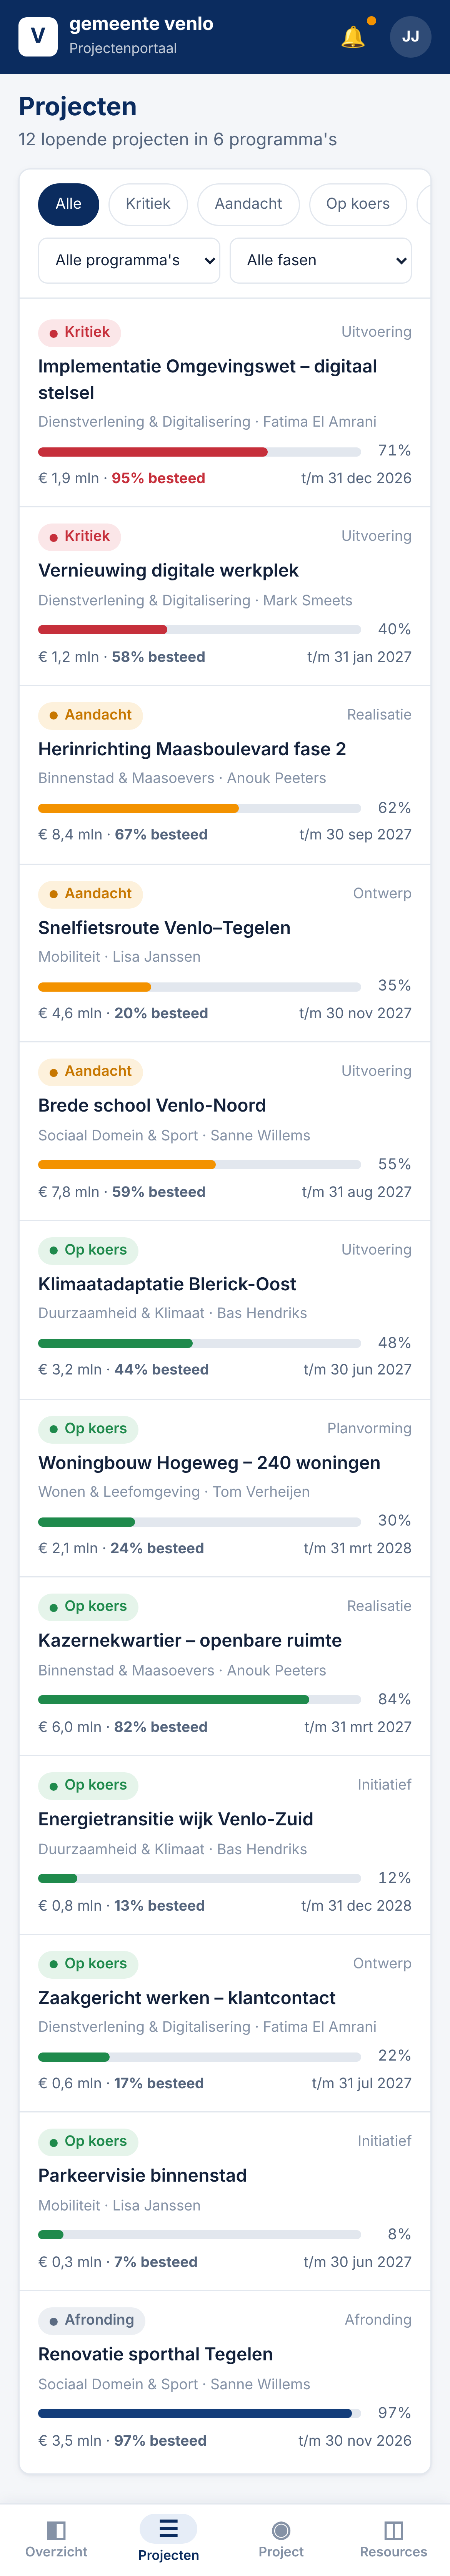 V
gemeente venlo
Projectenportaal
JJ
Projecten
12 lopende projecten in 6 programma's
Alle Kritiek Aandacht Op koers
Alle programma's Alle fasen
Kritiek Uitvoering
Implementatie Omgevingswet – digitaal
stelsel
Dienstverlening & Digitalisering · Fatima El Amrani
71%
€ 1,9 mln · 95% besteed t/m 31 dec 2026
Kritiek Uitvoering
Vernieuwing digitale werkplek
Dienstverlening & Digitalisering · Mark Smeets
40%
€ 1,2 mln · 58% besteed t/m 31 jan 2027
Aandacht Realisatie
Herinrichting Maasboulevard fase 2
Binnenstad & Maasoevers · Anouk Peeters
62%
€ 8,4 mln · 67% besteed t/m 30 sep 2027
Aandacht Ontwerp
Snelfietsroute Venlo–Tegelen
Mobiliteit · Lisa Janssen
35%
€ 4,6 mln · 20% besteed t/m 30 nov 2027
Aandacht Uitvoering
Brede school Venlo-Noord
Sociaal Domein & Sport · Sanne Willems
55%
€ 7,8 mln · 59% besteed t/m 31 aug 2027
Op koers Uitvoering
Klimaatadaptatie Blerick-Oost
Duurzaamheid & Klimaat · Bas Hendriks
48%
€ 3,2 mln · 44% besteed t/m 30 jun 2027
Op koers Planvorming
Woningbouw Hogeweg – 240 woningen
Wonen & Leefomgeving · Tom Verheijen
30%
€ 2,1 mln · 24% besteed t/m 31 mrt 2028
Op koers Realisatie
Kazernekwartier – openbare ruimte
Binnenstad & Maasoevers · Anouk Peeters
84%
€ 6,0 mln · 82% besteed t/m 31 mrt 2027
Op koers Initiatief
Energietransitie wijk Venlo-Zuid
Duurzaamheid & Klimaat · Bas Hendriks
12%
€ 0,8 mln · 13% besteed t/m 31 dec 2028
Op koers Ontwerp
Zaakgericht werken – klantcontact
Dienstverlening & Digitalisering · Fatima El Amrani
22%
€ 0,6 mln · 17% besteed t/m 31 jul 2027
Op koers Initiatief
Parkeervisie binnenstad
Mobiliteit · Lisa Janssen
8%
€ 0,3 mln · 7% besteed t/m 30 jun 2027
Afronding Afronding
Renovatie sporthal Tegelen
Sociaal Domein & Sport · Sanne Willems
97%
€ 3,5 mln · 97% besteed t/m 30 nov 2026
Overzicht Projecten Project Resources